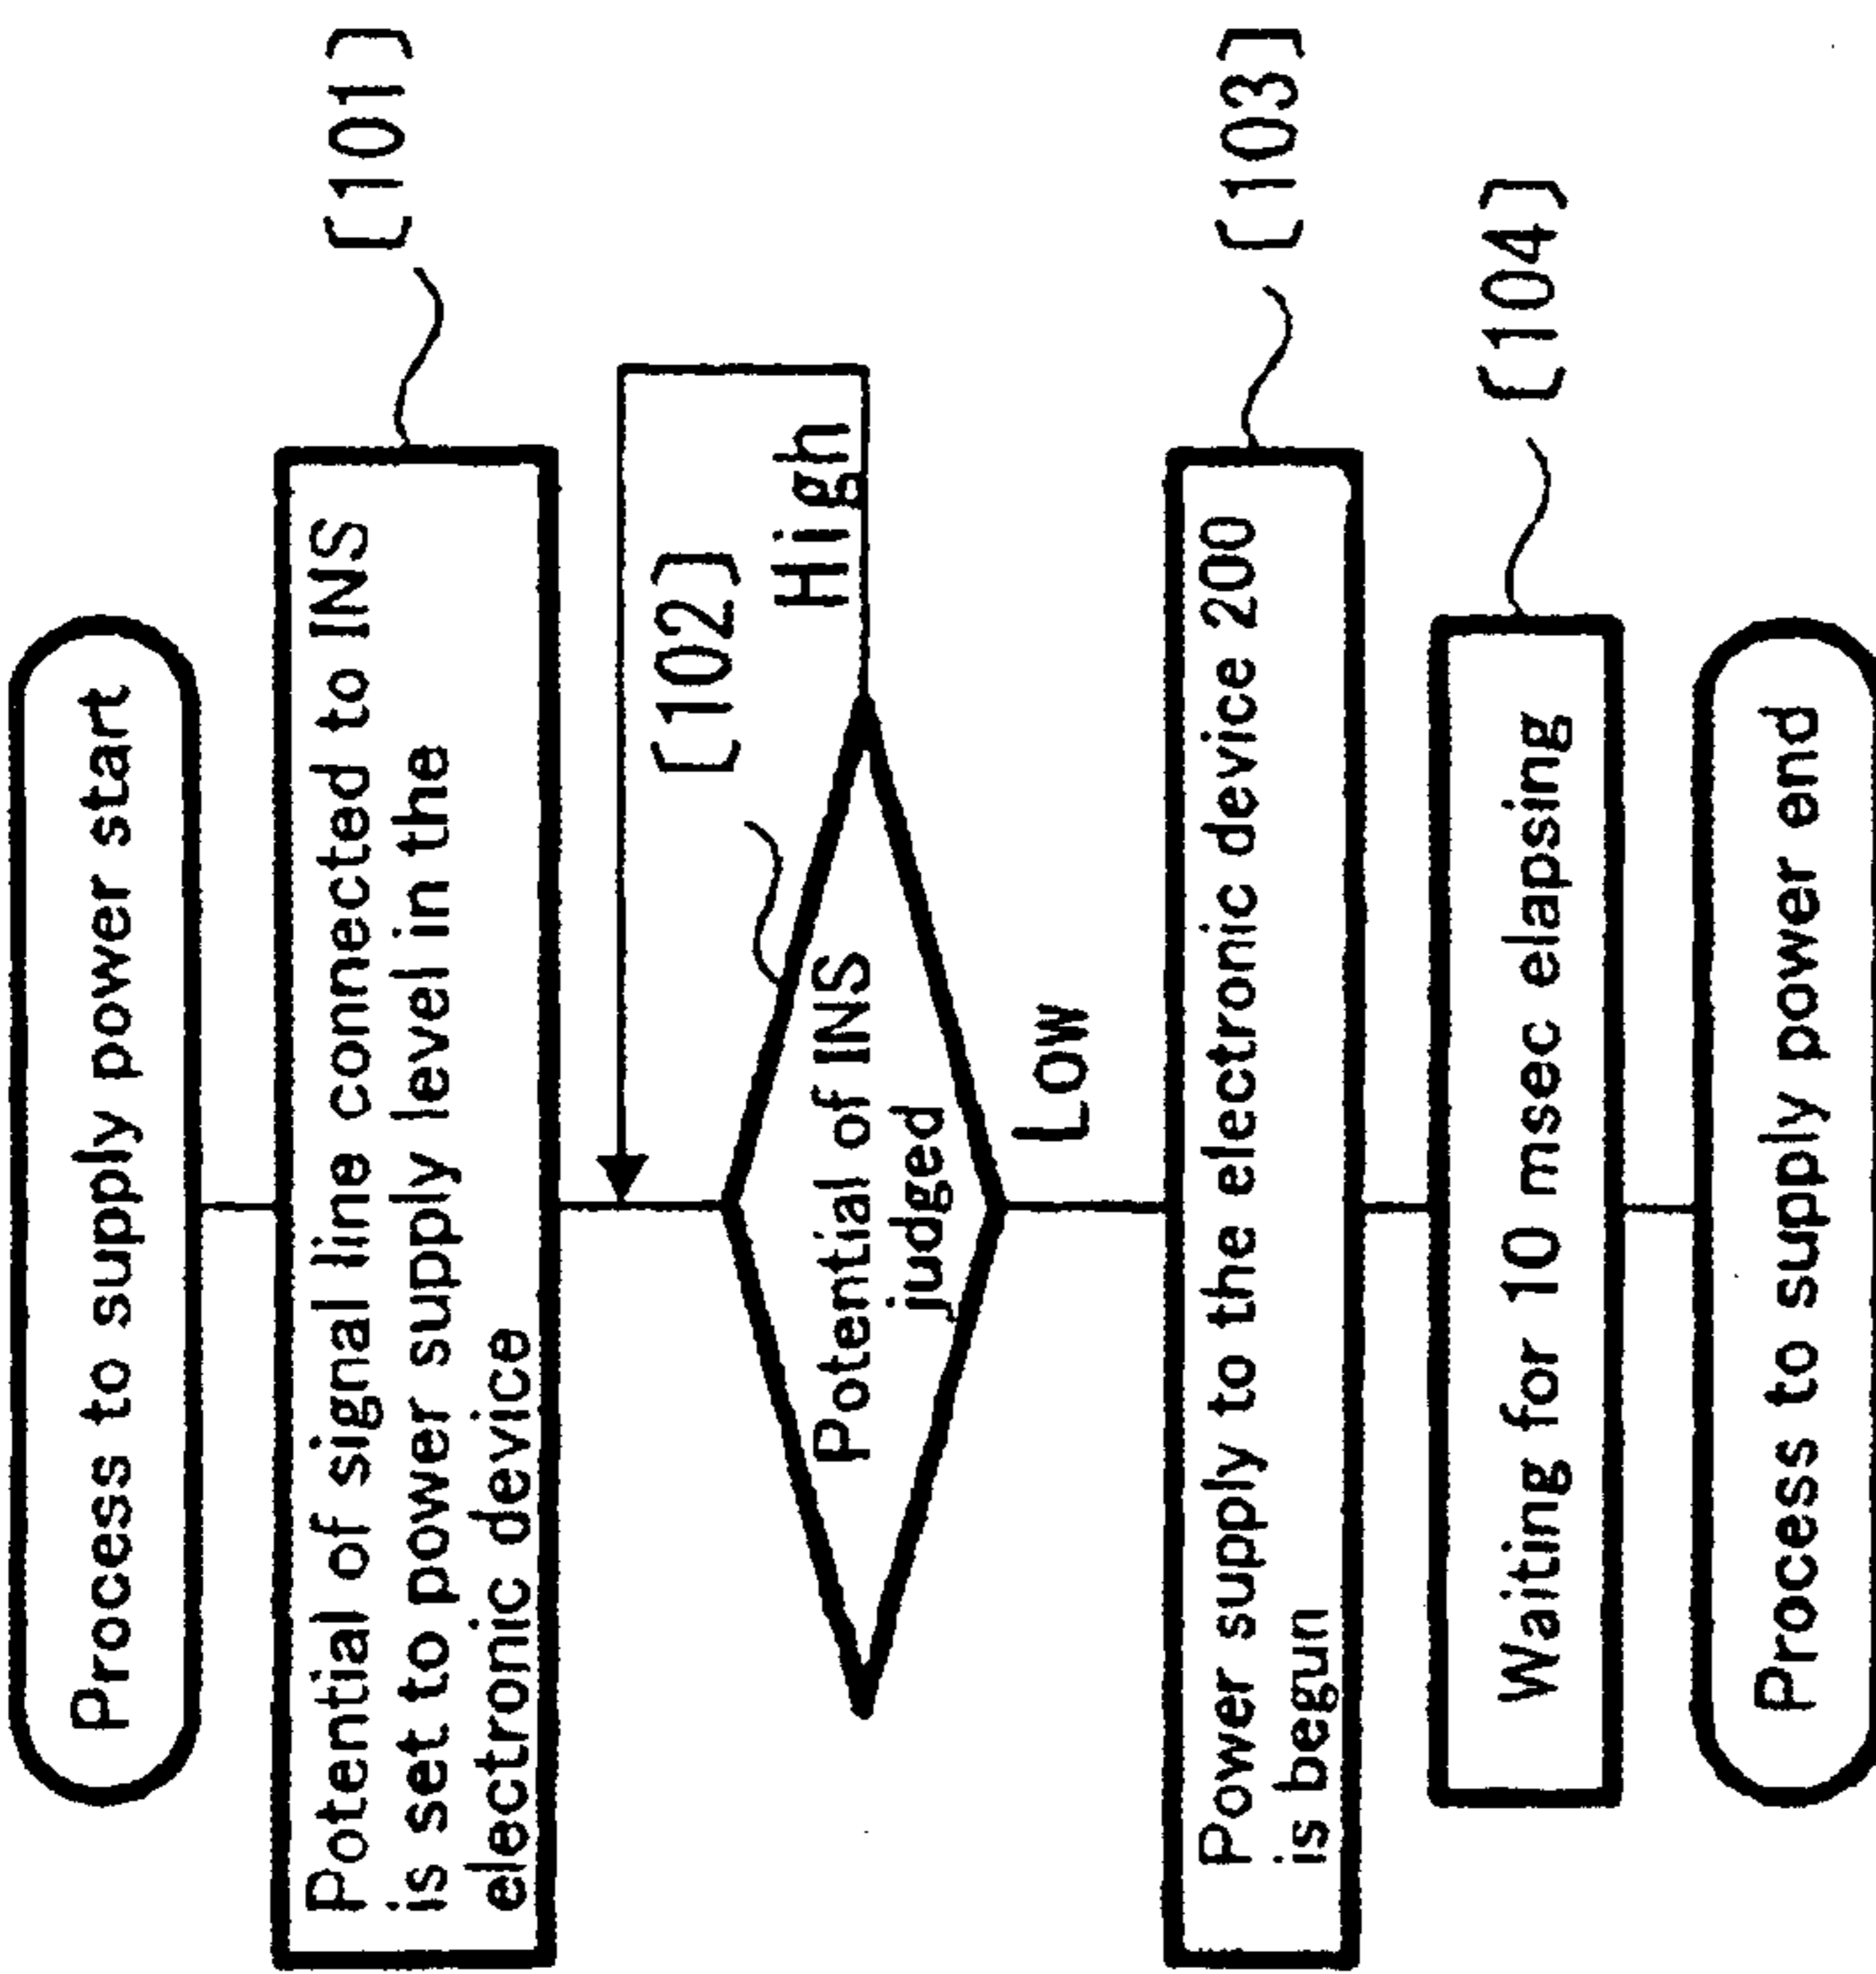 Process to supply power start
Potential of signal line connected to INS
is set to power supply level in the
electronic device
[101]
[102]
High
Potential of INS
judged
Low
Power supply to the electronic device 200
is begun
[103]
Waiting for 10 msec elapsing
[104]
Process to supply power end